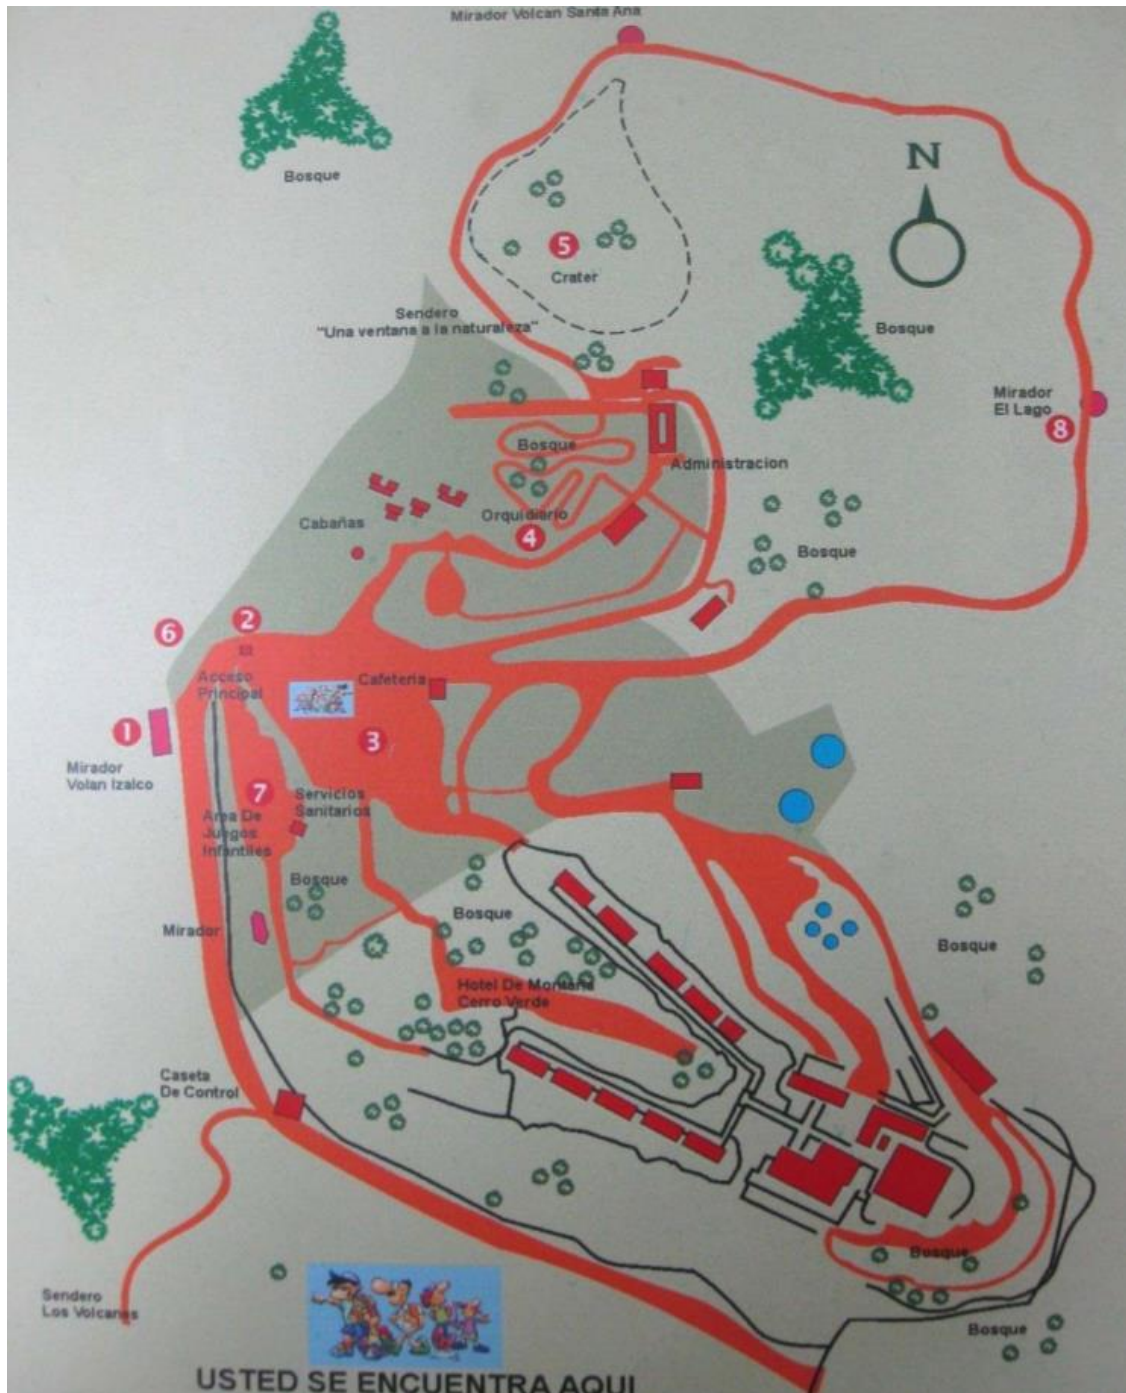 Mirador Volcan Santa Ana
Bosque
N
5
Crater
Sendero
"Una ventana a la naturaleza"
Bosque
Mirador
El Lago
8
Bosque
Administracion
Cabañas
Orquidiario
4
Bosque
6
2
Acceso
Principal
Cafeteria
1
3
Mirador
Volan Izalco
7
Servicios
Sanitarios
Area De
Juegos
Infantiles
Bosque
Mirador
Bosque
Bosque
Hotel De Montaña
Cerro Verde
Caseta
De Control
Bosque
Sendero
Los Volcanes
Bosque
USTED SE ENCUENTRA AQUI